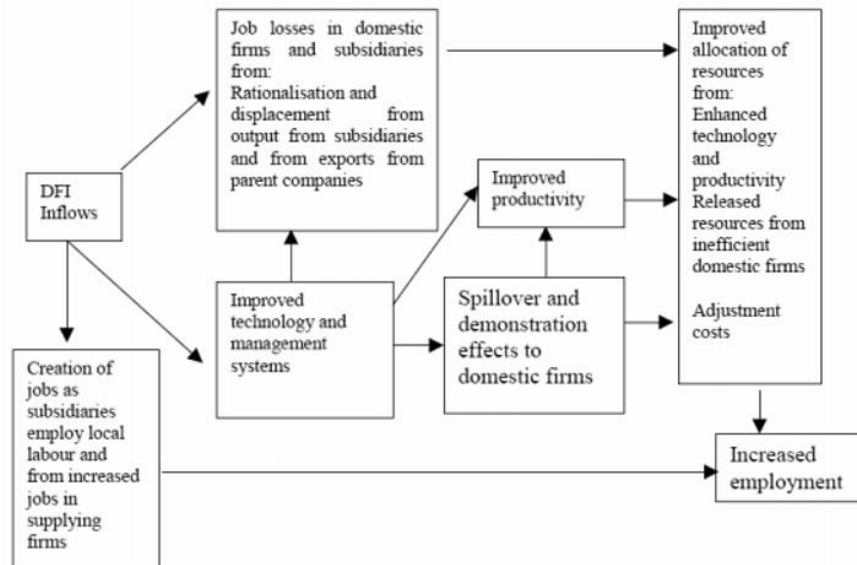 Job losses in domestic
firms and subsidiaries
from:
Rationalisation and
displacement from
output from subsidiaries
and from exports from
parent companies
Improved
allocation of
resources
from:
Enhanced
technology
and
productivity
Released
resources from
inefficient
domestic firms
Adjustment
costs
DFI
Inflows
Improved
productivity
Improved
technology and
management
systems
Spillover and
demonstration
effects to
domestic firms
Creation of
jobs as
subsidiaries
employ local
labour and
from increased
jobs in
supplying
firms
Increased
employment